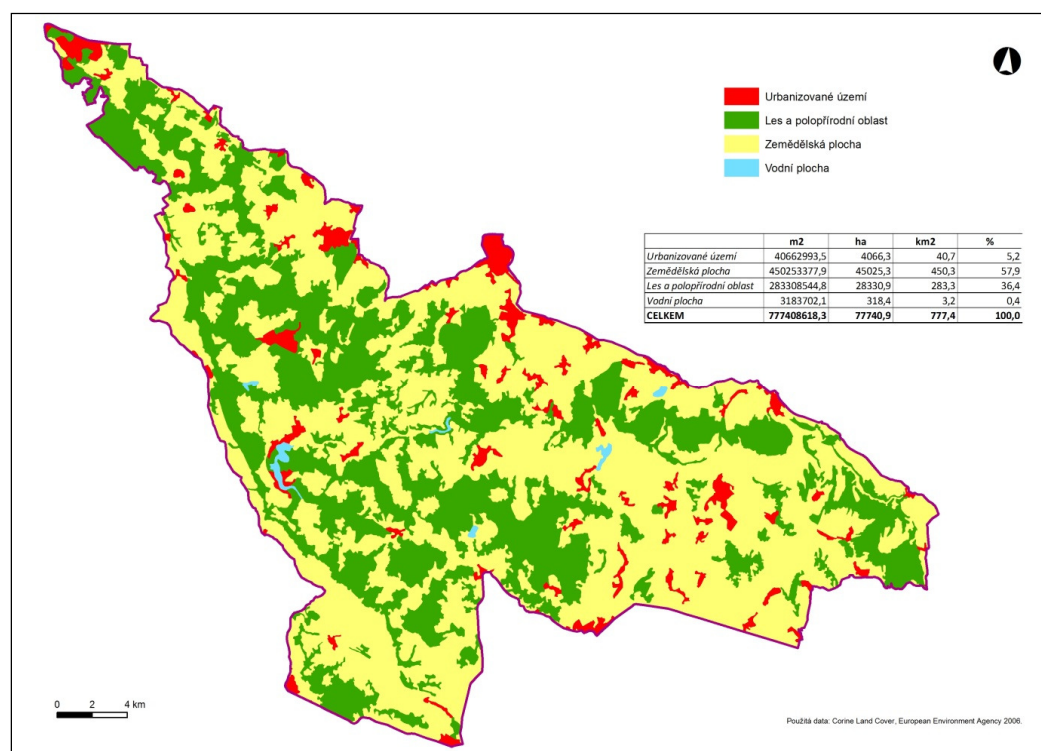 Urbanizované území
Les a polopřírodní oblast
Zemědělská plocha
Vodní plocha
m2 ha km2 %
Urbanizované území 40662993,5 4066,3 40,7 5,2
Zemědělská plocha 450253377,9 45025,3 450,3 57,9
Les a polopřírodní oblast 283308544,8 28330,9 283,3 36,4
Vodní plocha 3183702,1 318,4 3,2 0,4
CELKEM 777408618,3 77740,9 777,4 100,0
0 2 4 km
Použitá data: Corine Land Cover, European Environment Agency 2006.